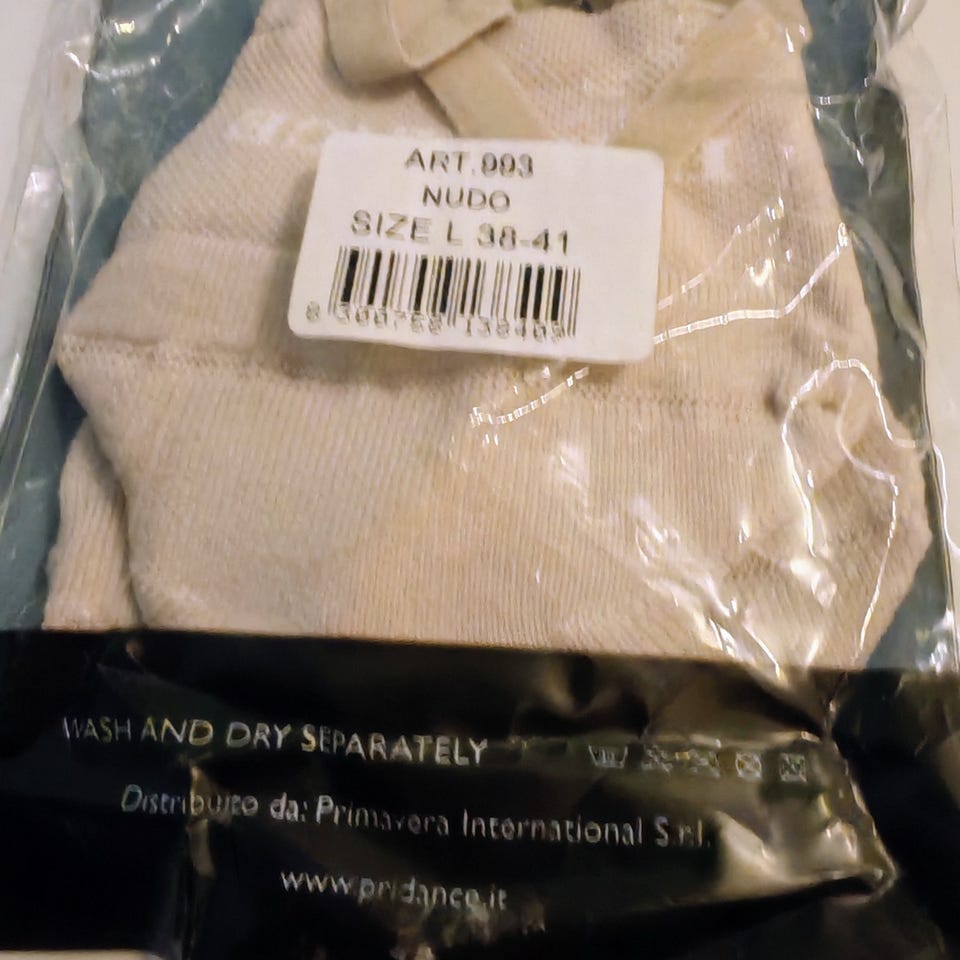 ART.993
NUDO
SIZE L 38-41
WASH AND DRY SEPARATELY
Distribuito da: Primavera International S.r.l.
www.pridance.it